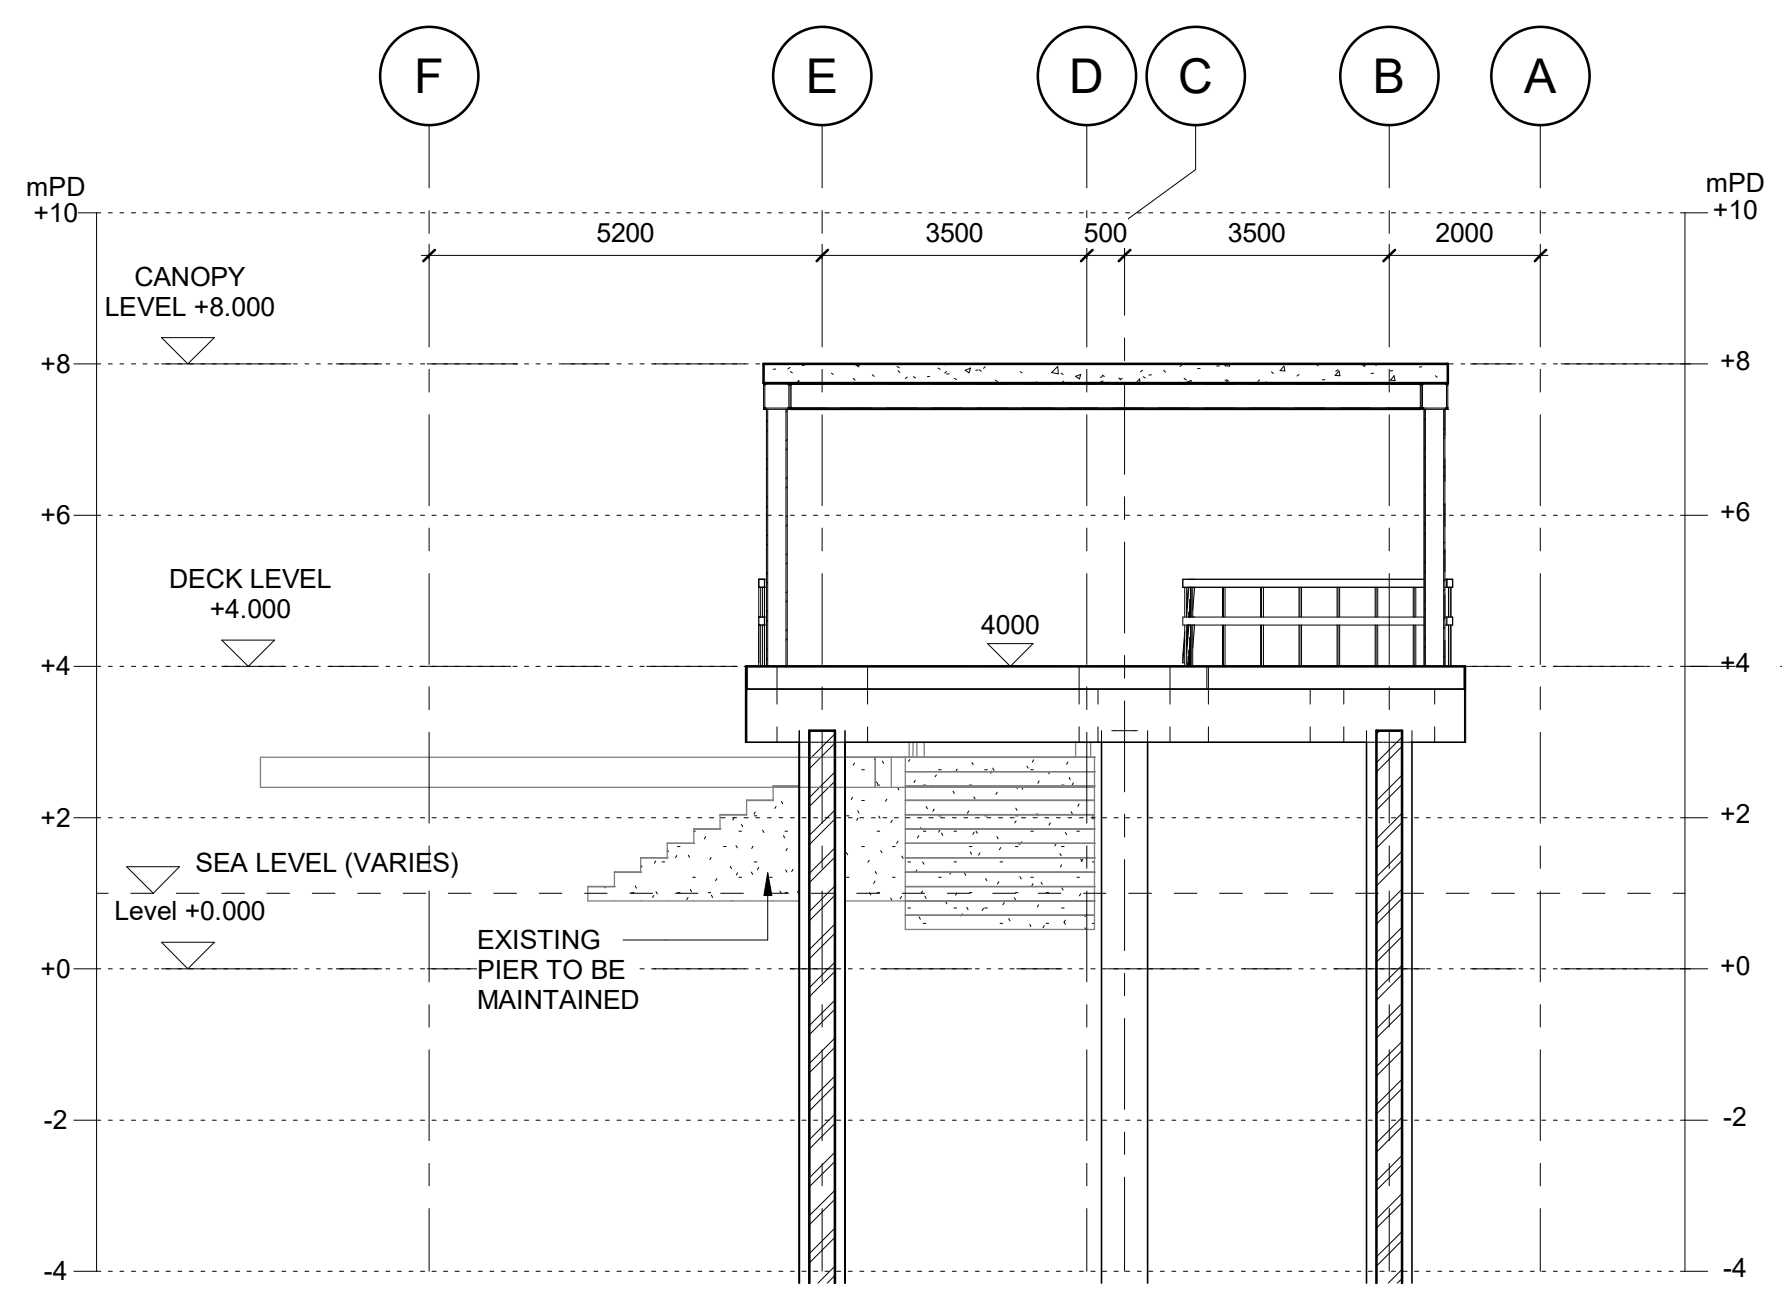 F E D C B A
mPD mPD
+10 +10
5200 3500 500 3500 2000
CANOPY
LEVEL +8.000
+8 +8
+6 +6
DECK LEVEL
+4.000
4000
+4 +4
+2 +2
SEA LEVEL (VARIES)
Level +0.000
EXISTING
PIER TO BE
MAINTAINED
+0 +0
-2 -2
-4 -4